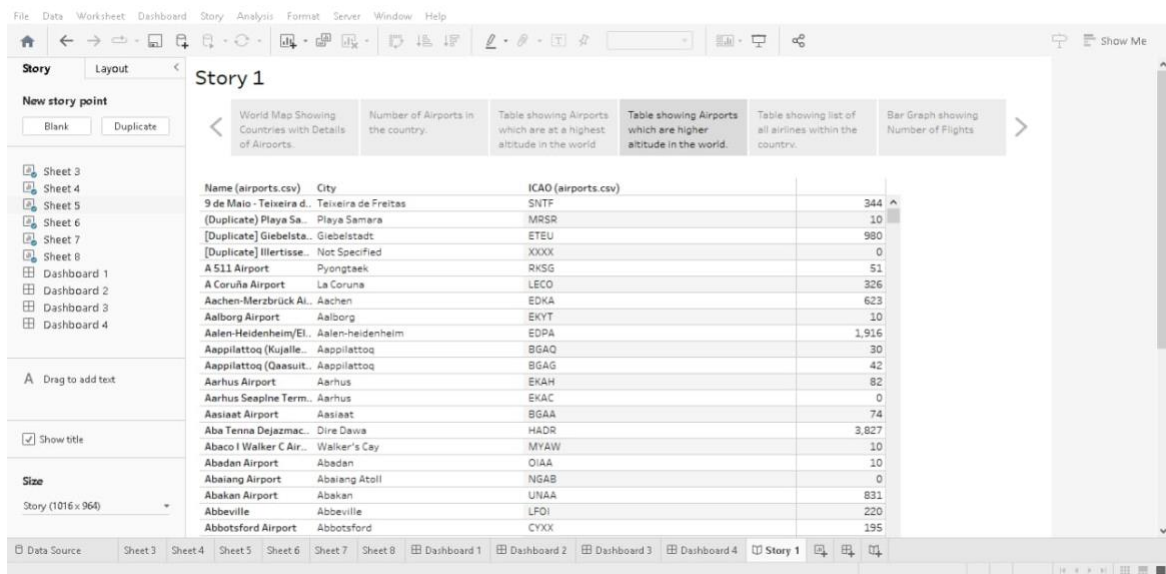 File Data Worksheet Dashboard Story Analysis Format Server Window Help
Show Me
Story Layout
New story point
Blank Duplicate
Sheet 3
Sheet 4
Sheet 5
Sheet 6
Sheet 7
Sheet 8
Dashboard 1
Dashboard 2
Dashboard 3
Dashboard 4
A Drag to add text
Show title
Size
Story (1016 x 964)
Story 1
World Map Showing
Countries with Details
of Airports.
Number of Airports in
the country.
Table showing Airports
which are at a highest
altitude in the world
Table showing Airports
which are higher
altitude in the world.
Table showing list of
all airlines within the
country.
Bar Graph showing
Number of Flights
Name (airports.csv) City ICAO (airports.csv)
9 de Maio - Teixeira d.. Teixeira de Freitas SNTF 344
(Duplicate) Playa Sa.. Playa Samara MRSR 10
[Duplicate] Giebelsta.. Giebelstadt ETEU 980
[Duplicate] Illertisse.. Not Specified XXXX 0
A 511 Airport Pyongtaek RKSG 51
A Coruña Airport La Coruna LECO 326
Aachen-Merzbrück Ai.. Aachen EDKA 623
Aalborg Airport Aalborg EKYT 10
Aalen-Heidenheim/El.. Aalen-heidenheim EDPA 1,916
Aappilattoq (Kujalle.. Aappilattoq BGAQ 30
Aappilattoq (Qaasuit.. Aappilattoq BGAG 42
Aarhus Airport Aarhus EKAH 82
Aarhus Seaplne Term.. Aarhus EKAC 0
Aasiaat Airport Aasiaat BGAA 74
Aba Tenna Dejazmac.. Dire Dawa HADR 3,827
Abaco I Walker C Air.. Walker's Cay MYAW 10
Abadan Airport Abadan OIAA 10
Abaiang Airport Abaiang Atoll NGAB 0
Abakan Airport Abakan UNAA 831
Abbeville Abbeville LFOI 220
Abbotsford Airport Abbotsford CYXX 195
Data Source Sheet 3 Sheet 4 Sheet 5 Sheet 6 Sheet 7 Sheet 8 Dashboard 1 Dashboard 2 Dashboard 3 Dashboard 4 Story 1